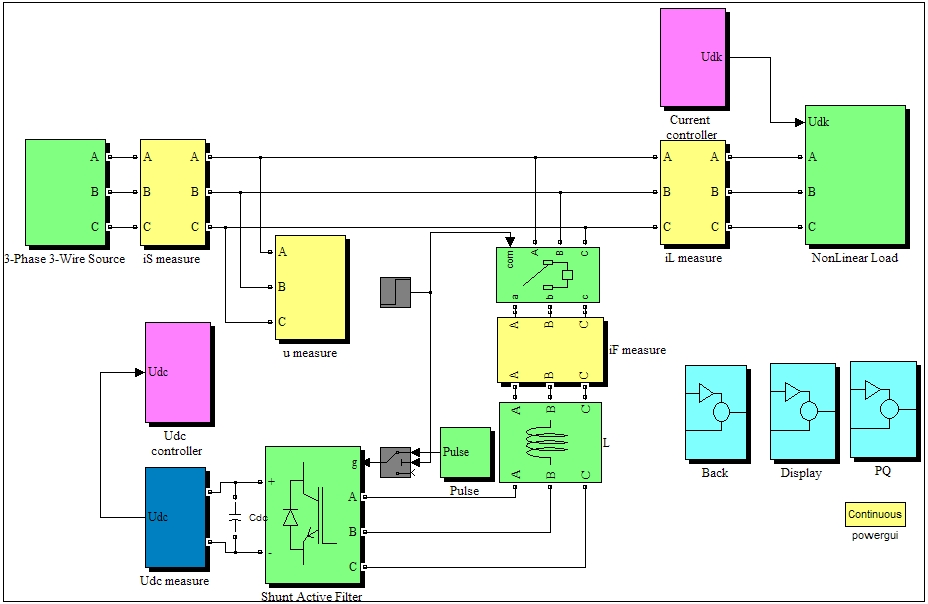 Udk
Current
controller
Udk
A A A A A A
B B B B B B
C C C C C C
3-Phase 3-Wire Source
iS measure
iL measure
NonLinear Load
A
B
C
u measure
com
A
B
C
a
b
c
A
B
C
iF measure
A
B
C
A
B
C
L
A
B
C
Udc
Udc
controller
Pulse
Pulse
g
A
B
C
+
-
Cdc
Udc
Udc measure
Shunt Active Filter
Back
Display
PQ
Continuous
powergui